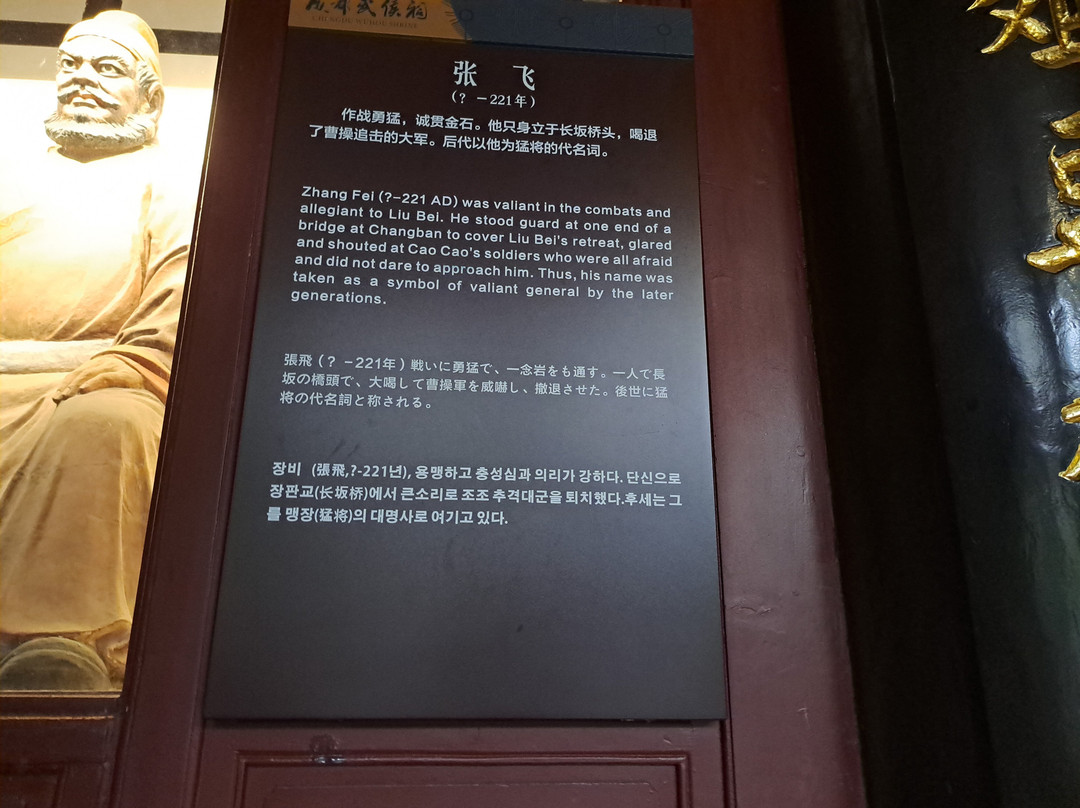 成都武侯祠
CHENGDU WUHOU SHRINE
张 飞
(? －221年)
作战勇猛，诚贯金石。他只身立于长坂桥头，喝退
了曹操追击的大军。后代以他为猛将的代名词。
Zhang Fei (?-221 AD) was valiant in the combats and
allegiant to Liu Bei. He stood guard at one end of a
bridge at Changban to cover Liu Bei's retreat, glared
and shouted at Cao Cao's soldiers who were all afraid
and did not dare to approach him. Thus, his name was
taken as a symbol of valiant general by the later
generations.
張飛（？－221年）戦いに勇猛で、一念岩をも通す。一人で長
坂の橋頭で、大喝して曹操軍を威嚇し、撤退させた。後世に猛
将の代名詞と称される。
장비 (張飛,?-221년), 용맹하고 충성심과 의리가 강하다. 단신으로
장판교(长坂桥)에서 큰소리로 조조 추격대군을 퇴치했다.후세는 그
를 맹장(猛将)의 대명사로 여기고 있다.